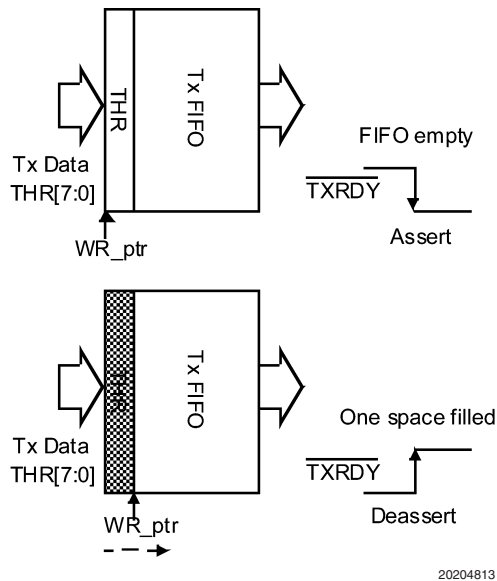 THR
Tx FIFO
Tx Data
THR[7:0]
WR_ptr
FIFO empty
TXRDY
Assert
THR
Tx FIFO
Tx Data
THR[7:0]
WR_ptr
One space filled
TXRDY
Deassert
20204813